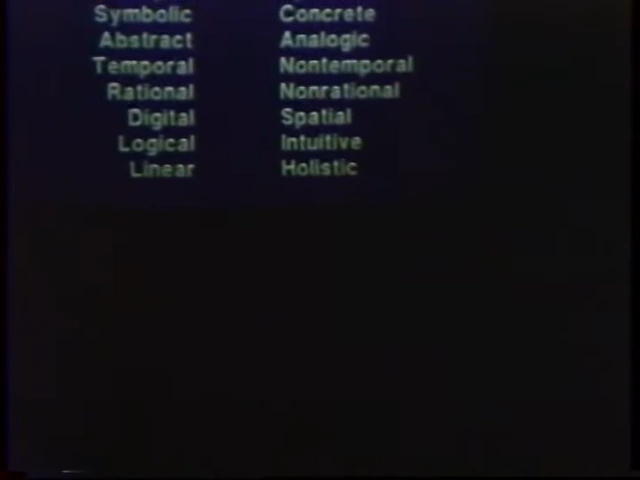 Symbolic Concrete
Abstract Analogic
Temporal Nontemporal
Rational Nonrational
Digital Spatial
Logical Intuitive
Linear Holistic